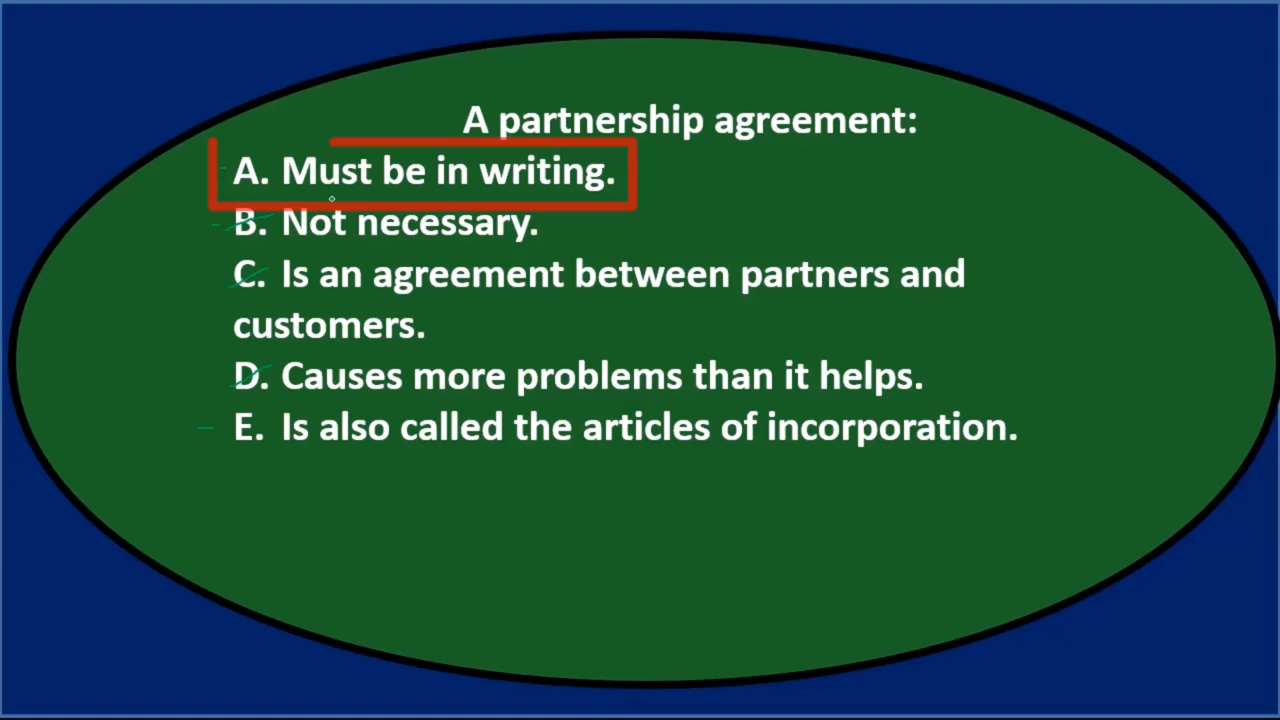 A partnership agreement:
A. Must be in writing.
B. Not necessary.
C. Is an agreement between partners and
customers.
D. Causes more problems than it helps.
E. Is also called the articles of incorporation.